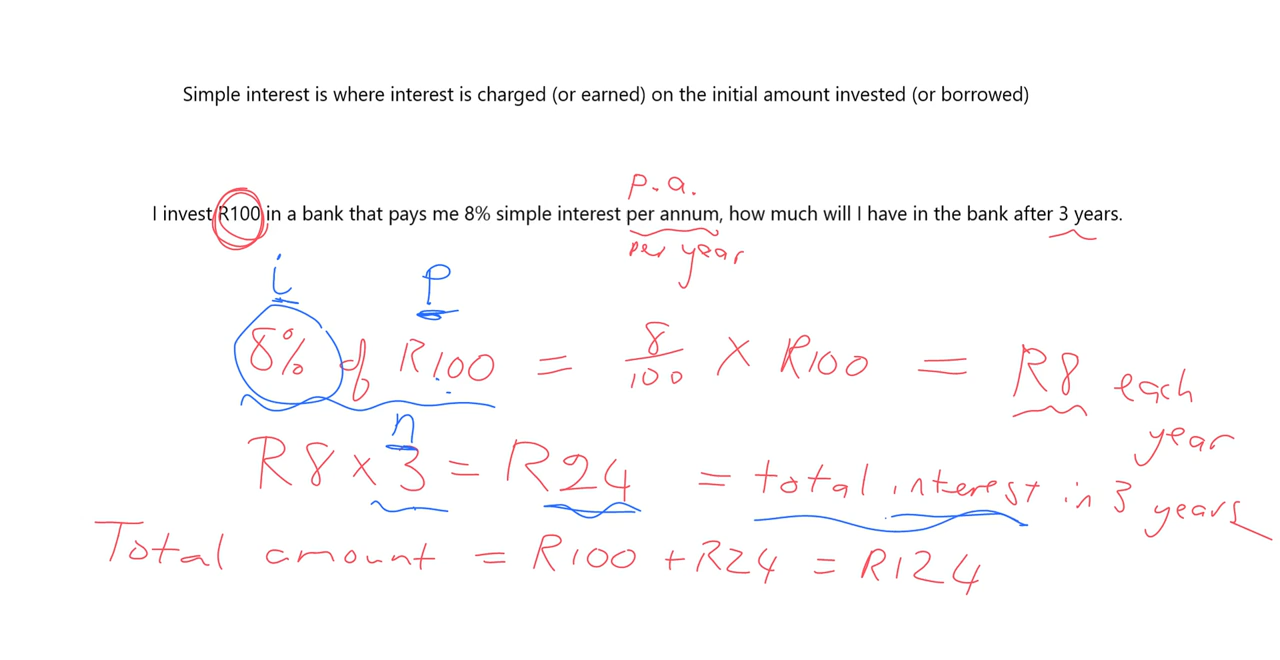 Simple interest is where interest is charged (or earned) on the initial amount invested (or borrowed)
p.a.
I invest R100 in a bank that pays me 8% simple interest per annum, how much will I have in the bank after 3 years.
per year
i P
8% of R100 = 8/100 × R100 = R8 each year
n
R8 × 3 = R24 = total interest in 3 years
Total amount = R100 + R24 = R124